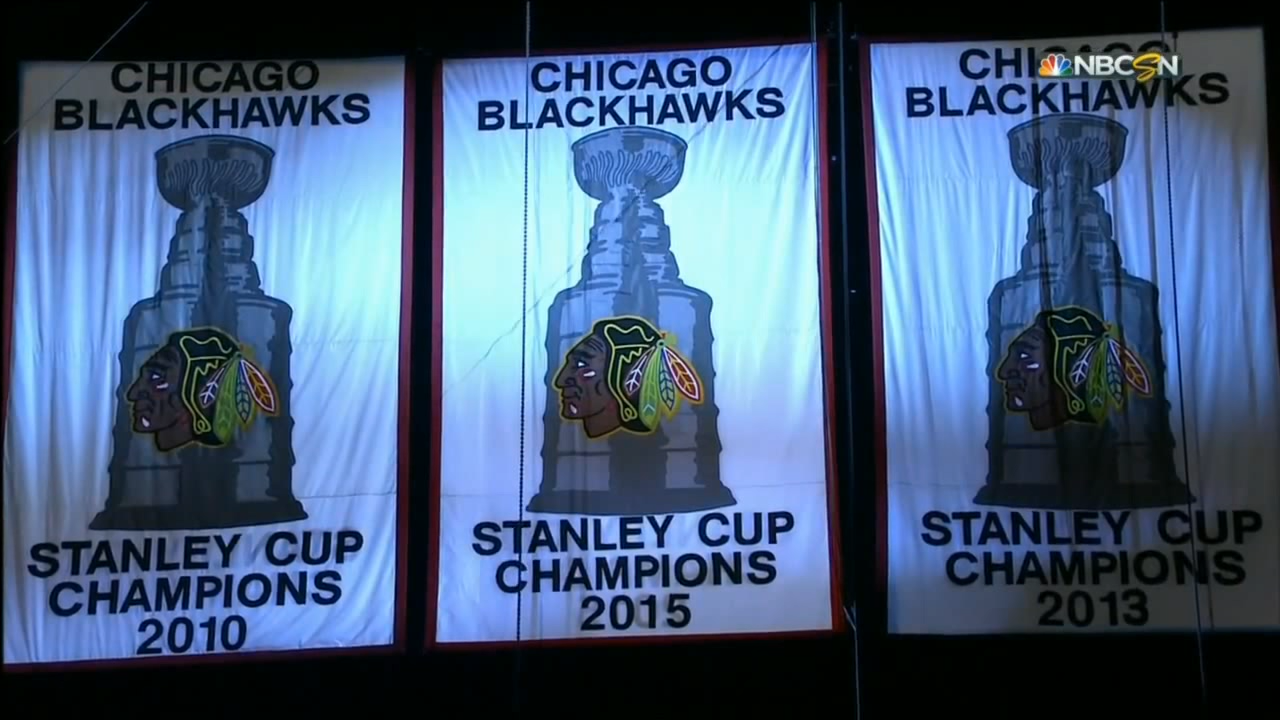 CHICAGO
BLACKHAWKS
STANLEY CUP
CHAMPIONS
2010
CHICAGO
BLACKHAWKS
STANLEY CUP
CHAMPIONS
2015
CHICAGO
BLACKHAWKS
STANLEY CUP
CHAMPIONS
2013
NBCSN